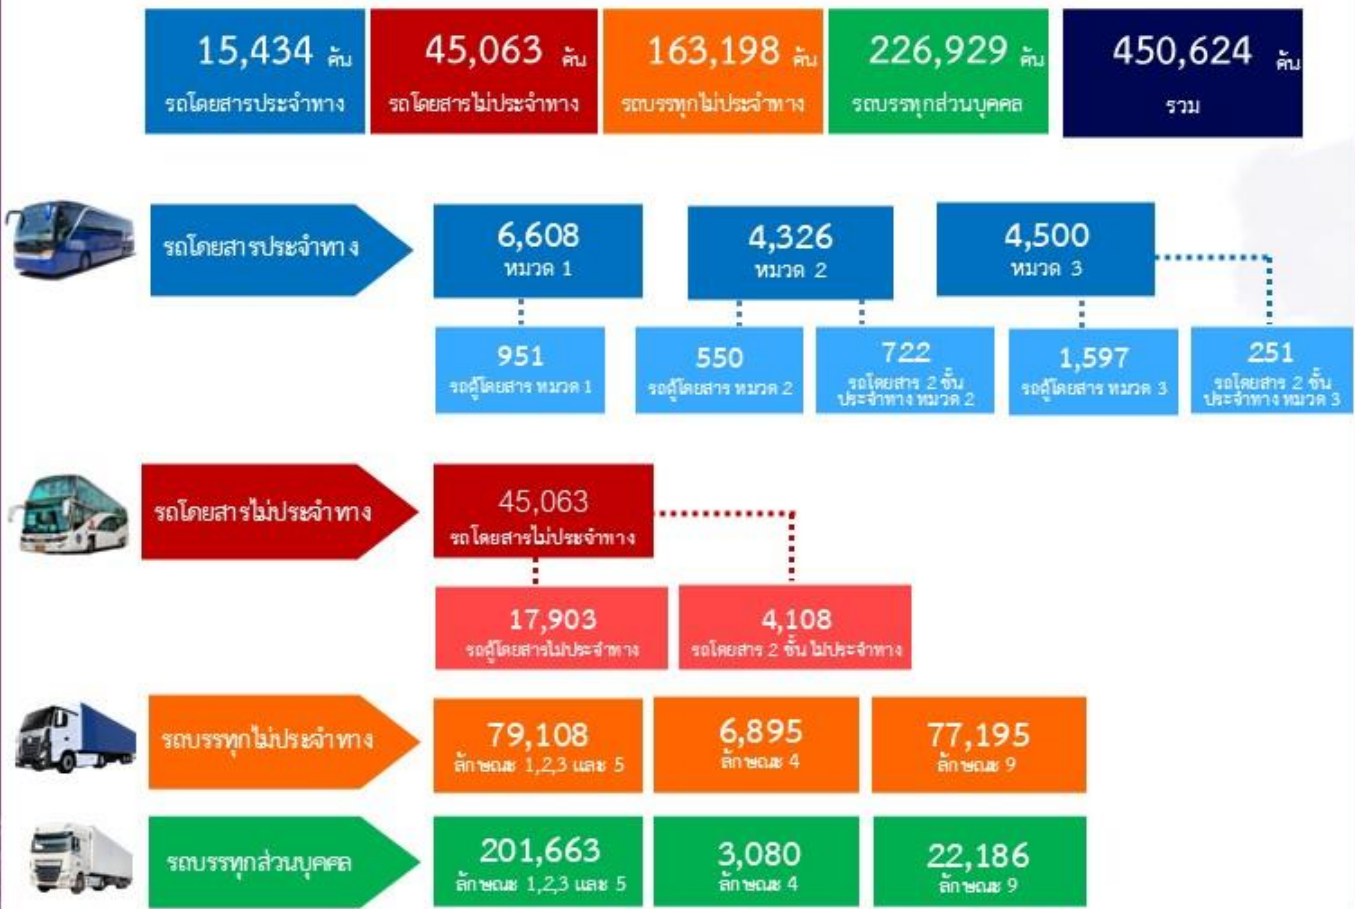 15,434 คัน
รถโดยสารประจำทาง
45,063 คัน
รถโดยสารไม่ประจำทาง
163,198 คัน
รถบรรทุกไม่ประจำทาง
226,929 คัน
รถบรรทุกส่วนบุคคล
450,624 คัน
รวม
รถโดยสารประจำทาง
6,608
หมวด 1
4,326
หมวด 2
4,500
หมวด 3
951
รถตู้โดยสาร หมวด 1
550
รถตู้โดยสาร หมวด 2
722
รถโดยสาร 2 ชั้น
ประจำทาง หมวด 2
1,597
รถตู้โดยสาร หมวด 3
251
รถโดยสาร 2 ชั้น
ประจำทาง หมวด 3
รถโดยสารไม่ประจำทาง
45,063
รถโดยสารไม่ประจำทาง
17,903
รถตู้โดยสารไม่ประจำทาง
4,108
รถโดยสาร 2 ชั้น ไม่ประจำทาง
รถบรรทุกไม่ประจำทาง
79,108
ลักษณะ 1,2,3 และ 5
6,895
ลักษณะ 4
77,195
ลักษณะ 9
รถบรรทุกส่วนบุคคล
201,663
ลักษณะ 1,2,3 และ 5
3,080
ลักษณะ 4
22,186
ลักษณะ 9